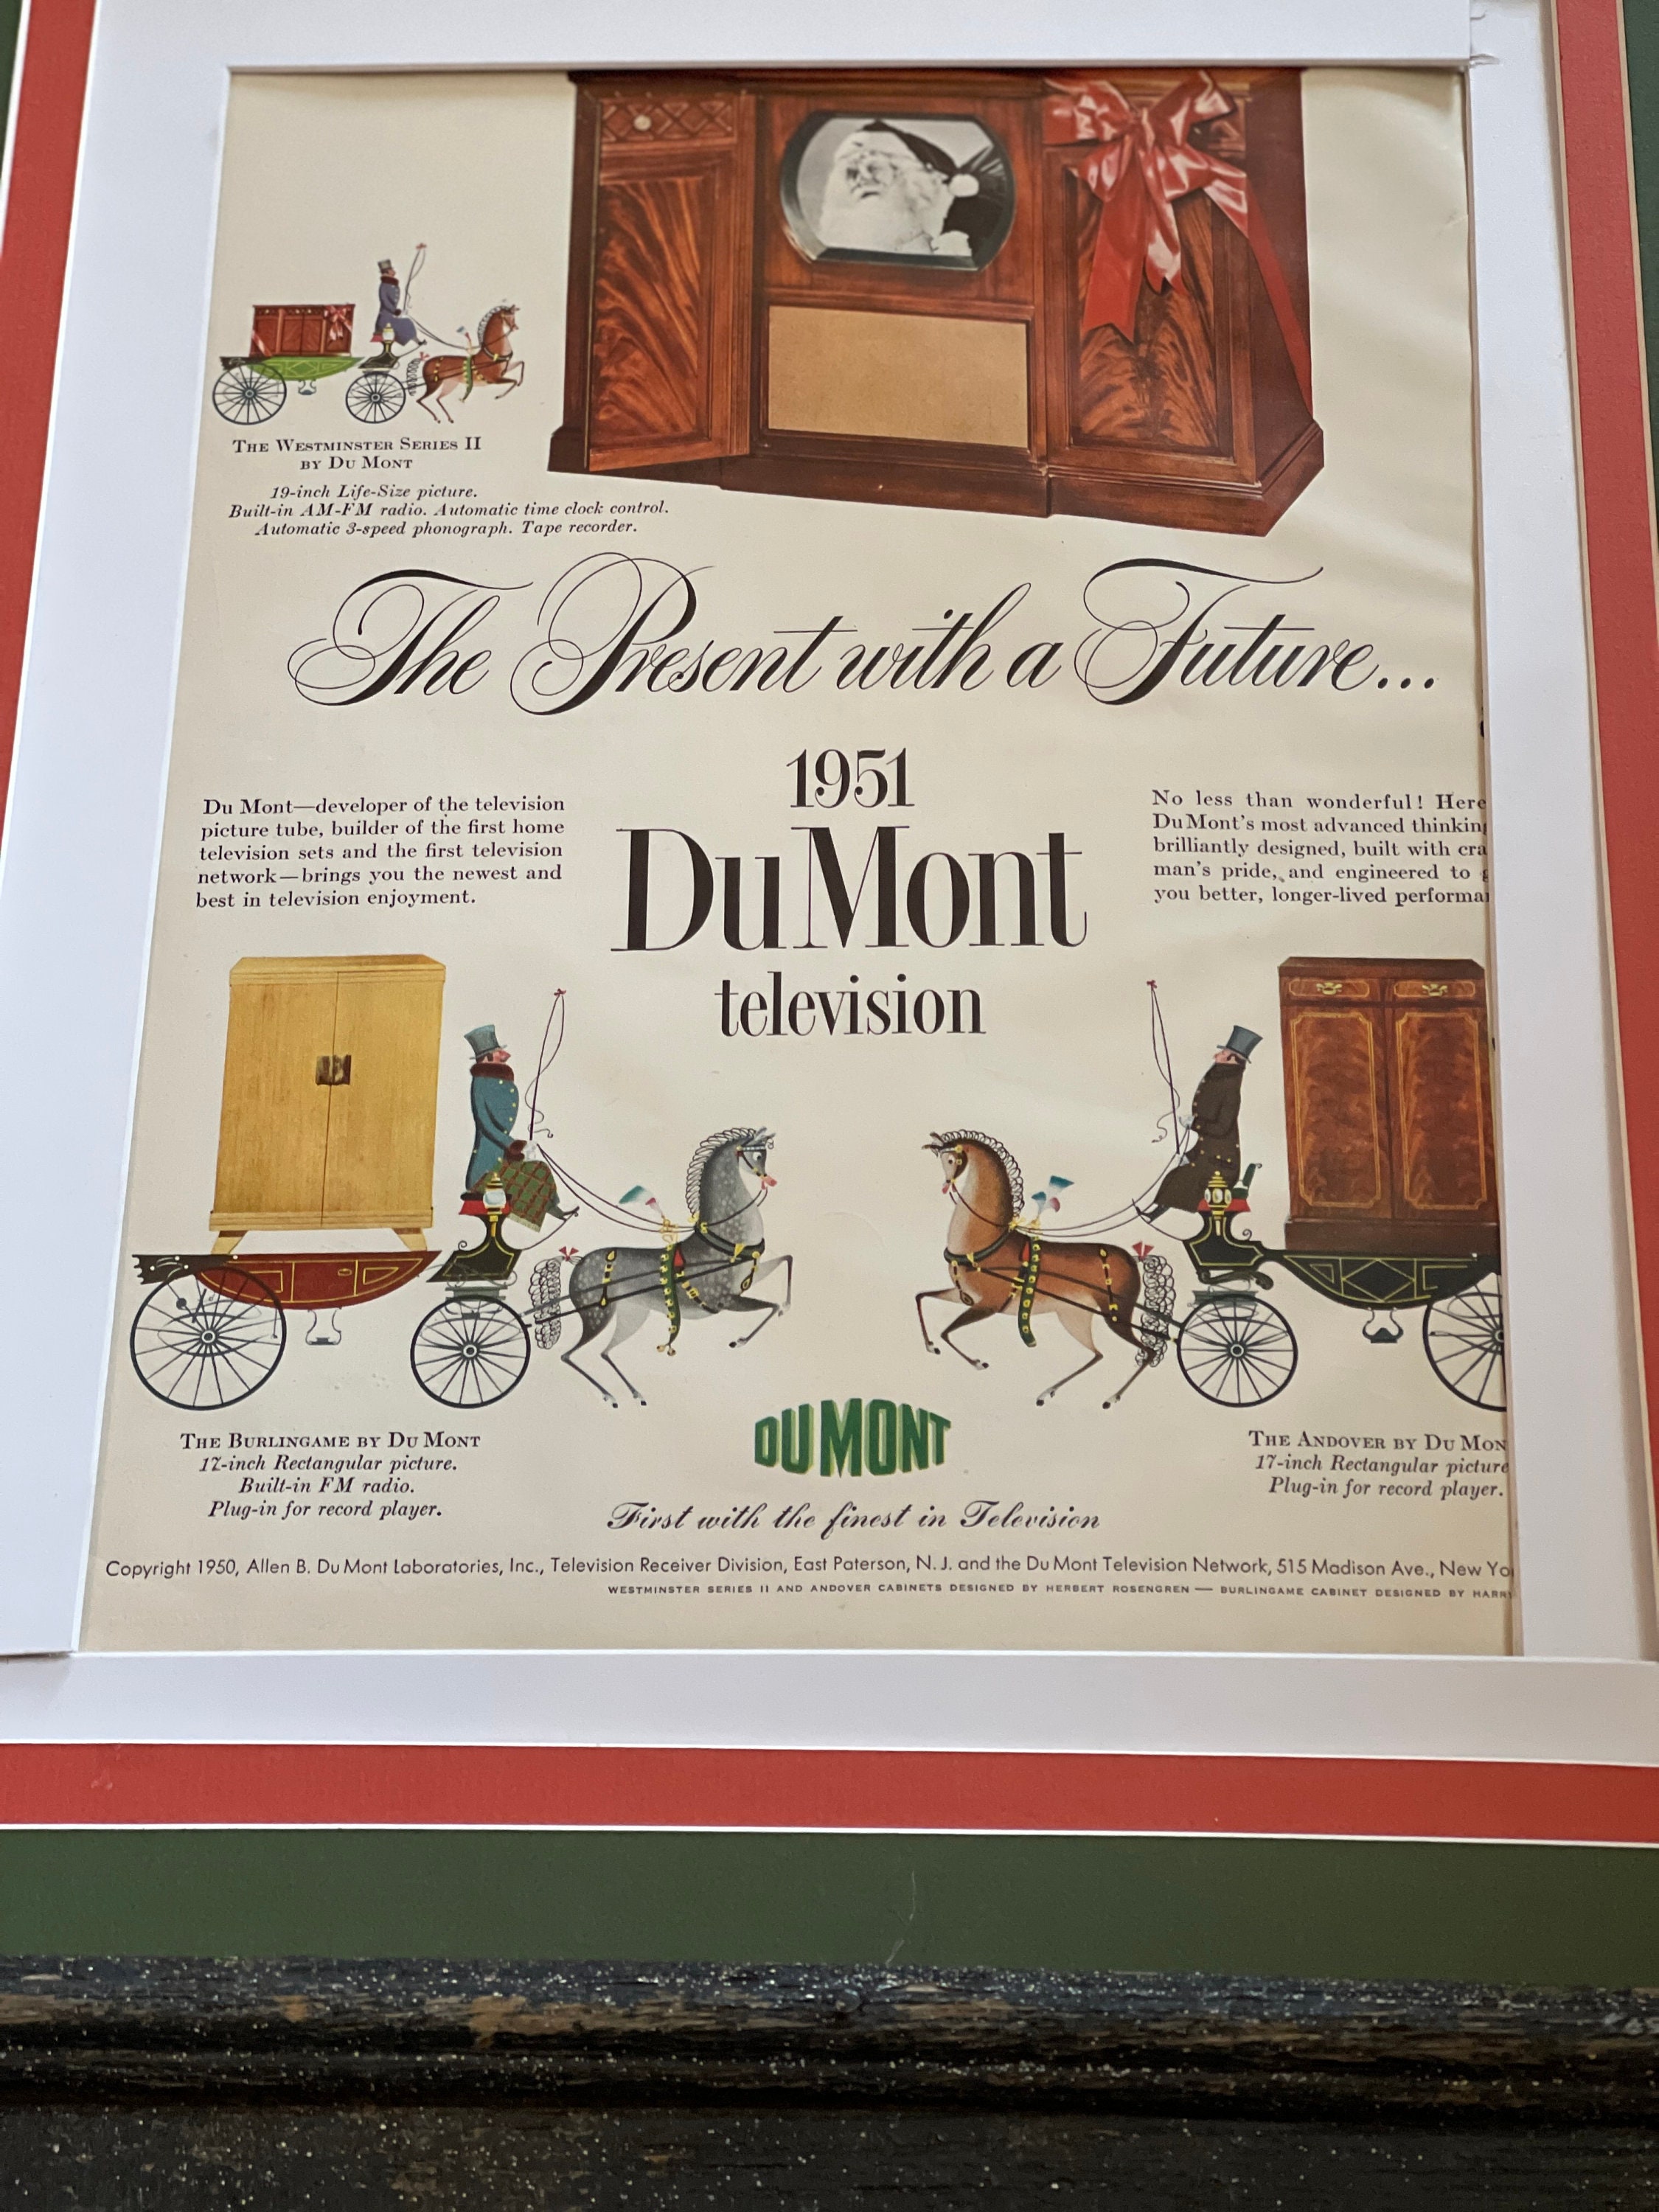 THE WESTMINSTER SERIES II
BY DU MONT
19-inch Life-Size picture.
Built-in AM-FM radio. Automatic time clock control.
Automatic 3-speed phonograph. Tape recorder.
The Present with a Future...
1951
DuMont
television
Du Mont—developer of the television
picture tube, builder of the first home
television sets and the first television
network—brings you the newest and
best in television enjoyment.
No less than wonderful! Here
Du Mont's most advanced thinking
brilliantly designed, built with cra
man's pride, and engineered to
you better, longer-lived performa
THE BURLINGAME BY DU MONT
17-inch Rectangular picture.
Built-in FM radio.
Plug-in for record player.
DUMONT
First with the finest in Television
THE ANDOVER BY DU MON
17-inch Rectangular picture
Plug-in for record player.
Copyright 1950, Allen B. Du Mont Laboratories, Inc., Television Receiver Division, East Paterson, N. J. and the Du Mont Television Network, 515 Madison Ave., New Yo
WESTMINSTER SERIES II AND ANDOVER CABINETS DESIGNED BY HERBERT ROSENGREN — BURLINGAME CABINET DESIGNED BY HARR